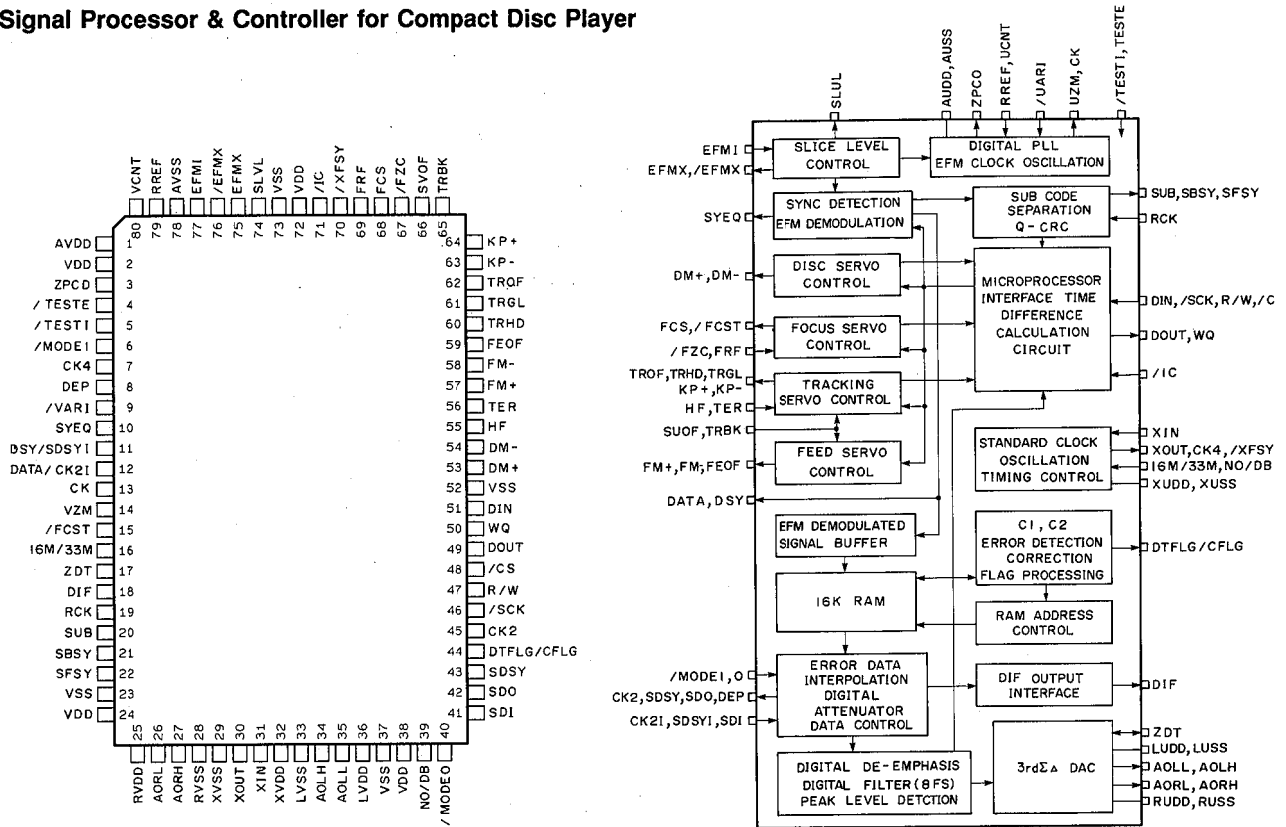 Signal Processor & Controller for Compact Disc Player
80 VCNT
79 RREF
78 AVSS
77 EFMI
76 /EFMX
75 EFMX
74 SLVL
73 VSS
72 VDD
71 /IC
70 /XFSY
69 FRF
68 FCS
67 /FZC
66 SVOF
65 TRBK
AVDD 1
VDD 2
ZPCD 3
/TESTE 4
/TESTI 5
/MODEI 6
CK4 7
DEP 8
/VARI 9
SYEQ 10
DSY/SDSYI 11
DATA/CK2I 12
CK 13
VZM 14
/FCST 15
16M/33M 16
ZDT 17
DIF 18
RCK 19
SUB 20
SBSY 21
SFSY 22
VSS 23
VDD 24
64 KP+
63 KP-
62 TROF
61 TRGL
60 TRHD
59 FEOF
58 FM-
57 FM+
56 TER
55 HF
54 DM-
53 DM+
52 VSS
51 DIN
50 WQ
49 DOUT
48 /CS
47 R/W
46 /SCK
45 CK2
44 DTFLG/CFLG
43 SDSY
42 SDO
41 SDI
25 RVDD
26 AORL
27 AORH
28 RVSS
29 XVSS
30 XOUT
31 XIN
32 XVDD
33 LVSS
34 AOLH
35 AOLL
36 LVDD
37 VSS
38 VDD
39 NO/DB
40 /MODEO
SLUL
AUDD, AUSS
ZPCO
RREF, UCNT
/UARI
UZM, CK
/TESTI, TESTE
EFMI
EFMX, /EFMX
SLICE LEVEL
CONTROL
DIGITAL PLL
EFM CLOCK OSCILLATION
SYEQ
SYNC DETECTION
EFM DEMODULATION
SUB CODE
SEPARATION
Q-CRC
SUB, SBSY, SFSY
RCK
DM+, DM-
DISC SERVO
CONTROL
MICROPROCESSOR
INTERFACE TIME
DIFFERENCE
CALCULATION
CIRCUIT
DIN, /SCK, R/W, /C
DOUT, WQ
/IC
FCS, /FCST
/FZC, FRF
FOCUS SERVO
CONTROL
TROF, TRHD, TRGL
KP+, KP-
HF, TER
TRACKING
SERVO CONTROL
SUOF, TRBK
FM+, FM-, FEOF
FEED SERVO
CONTROL
STANDARD CLOCK
OSCILLATION
TIMING CONTROL
XIN
XOUT, CK4, /XFSY
16M/33M, NO/DB
XUDD, XUSS
DATA, DSY
EFM DEMODULATED
SIGNAL BUFFER
C1, C2
ERROR DETECTION
CORRECTION
FLAG PROCESSING
DTFLG/CFLG
16K RAM
RAM ADDRESS
CONTROL
/MODEI, O
CK2, SDSY, SDO, DEP
CK2I, SDSYI, SDI
ERROR DATA
INTERPOLATION
DIGITAL
ATTENUATOR
DATA CONTROL
DIF OUTPUT
INTERFACE
DIF
DIGITAL DE-EMPHASIS
DIGITAL FILTER (8FS)
PEAK LEVEL DETCTION
3rdΣΔ DAC
ZDT
LUDD, LUSS
AOLL, AOLH
AORL, AORH
RUDD, RUSS